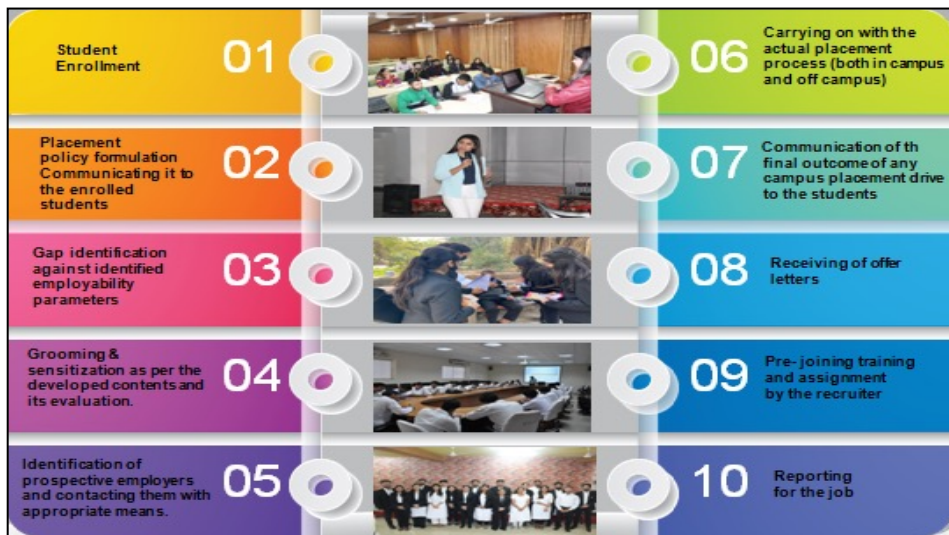 Student
Enrollment
01
Placement
policy formulation
Communicating it to
the enrolled
students
02
Gap identification
against identified
employability
parameters
03
Grooming &
sensitization as per the
developed contents and
its evaluation.
04
Identification of
prospective employers
and contacting them with
appropriate means.
05
06
Carrying on with the
actual placement
process (both in campus
and off campus)
07
Communication of th
final outcome of any
campus placement drive
to the students
08
Receiving of offer
letters
09
Pre- joining training
and assignment
by the recruiter
10
Reporting
for the job